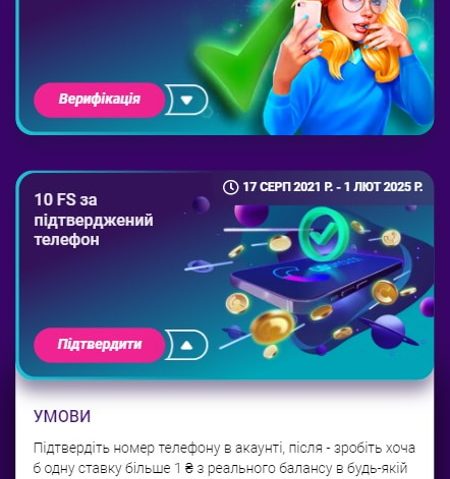 Верифікація
17 СЕРП 2021 Р. - 1 ЛЮТ 2025 Р.
10 FS за
підтверджений
телефон
Підтвердити
УМОВИ
Підтвердіть номер телефону в акаунті, після - зробіть хоча
б одну ставку більше 1 ₴ з реального балансу в будь-якій